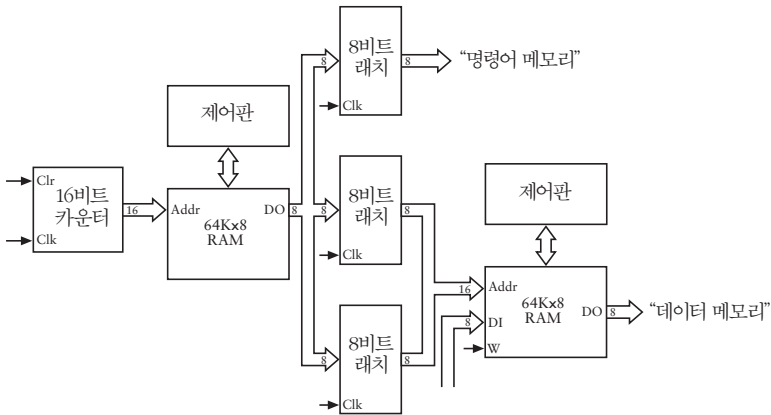 8비트
래치
8
8
Clk
“명령어 메모리”
제어판
Clr
16비트
카운터
Clk
16
Addr
DO
8
64K×8
RAM
8비트
래치
8
8
Clk
제어판
16
Addr
64K×8
RAM
8
DI
W
DO
8
“데이터 메모리”
8비트
래치
8
8
Clk